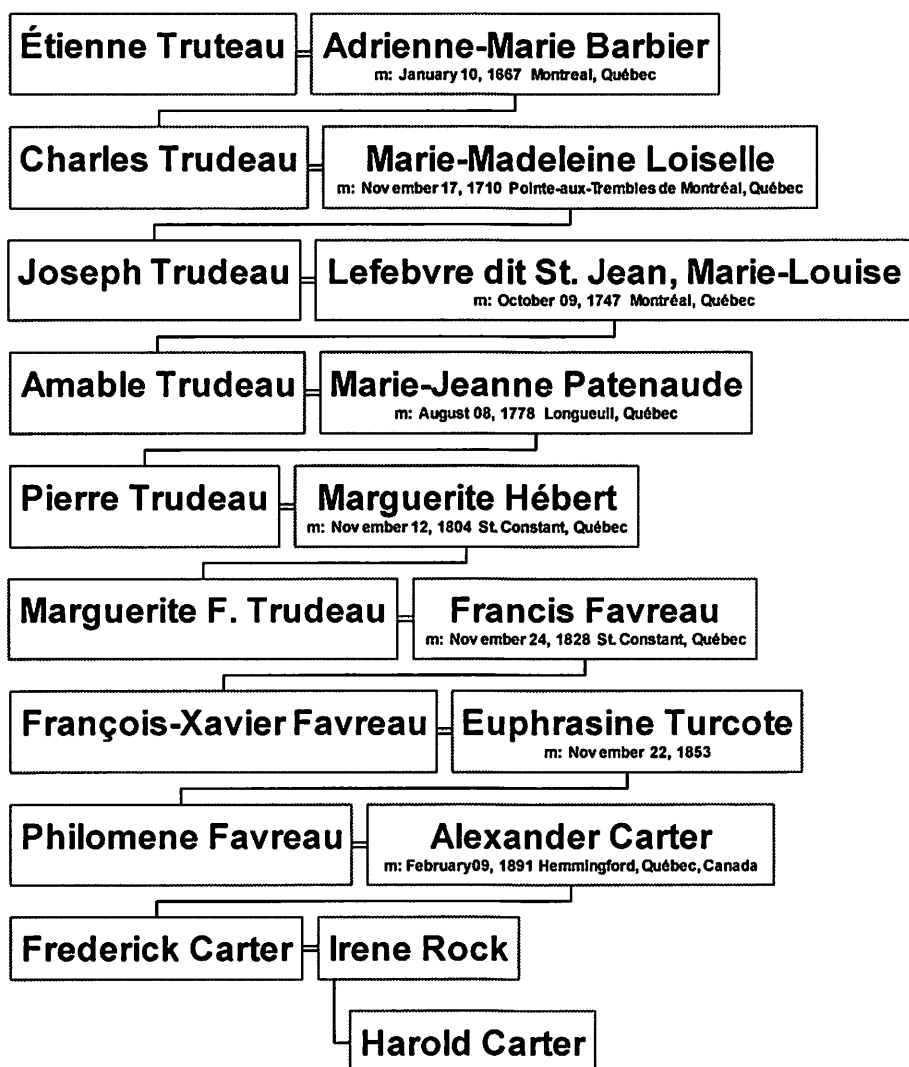 Étienne Truteau
Adrienne-Marie Barbier
m: January 10, 1667 Montreal, Québec
Charles Trudeau
Marie-Madeleine Loiselle
m: November 17, 1710 Pointe-aux-Trembles de Montréal, Québec
Joseph Trudeau
Lefebvre dit St. Jean, Marie-Louise
m: October 09, 1747 Montréal, Québec
Amable Trudeau
Marie-Jeanne Patenaude
m: August 08, 1778 Longueuil, Québec
Pierre Trudeau
Marguerite Hébert
m: November 12, 1804 St. Constant, Québec
Marguerite F. Trudeau
Francis Favreau
m: November 24, 1828 St. Constant, Québec
François-Xavier Favreau
Euphrasine Turcote
m: November 22, 1853
Philomene Favreau
Alexander Carter
m: February 09, 1891 Hemmingford, Québec, Canada
Frederick Carter
Irene Rock
Harold Carter